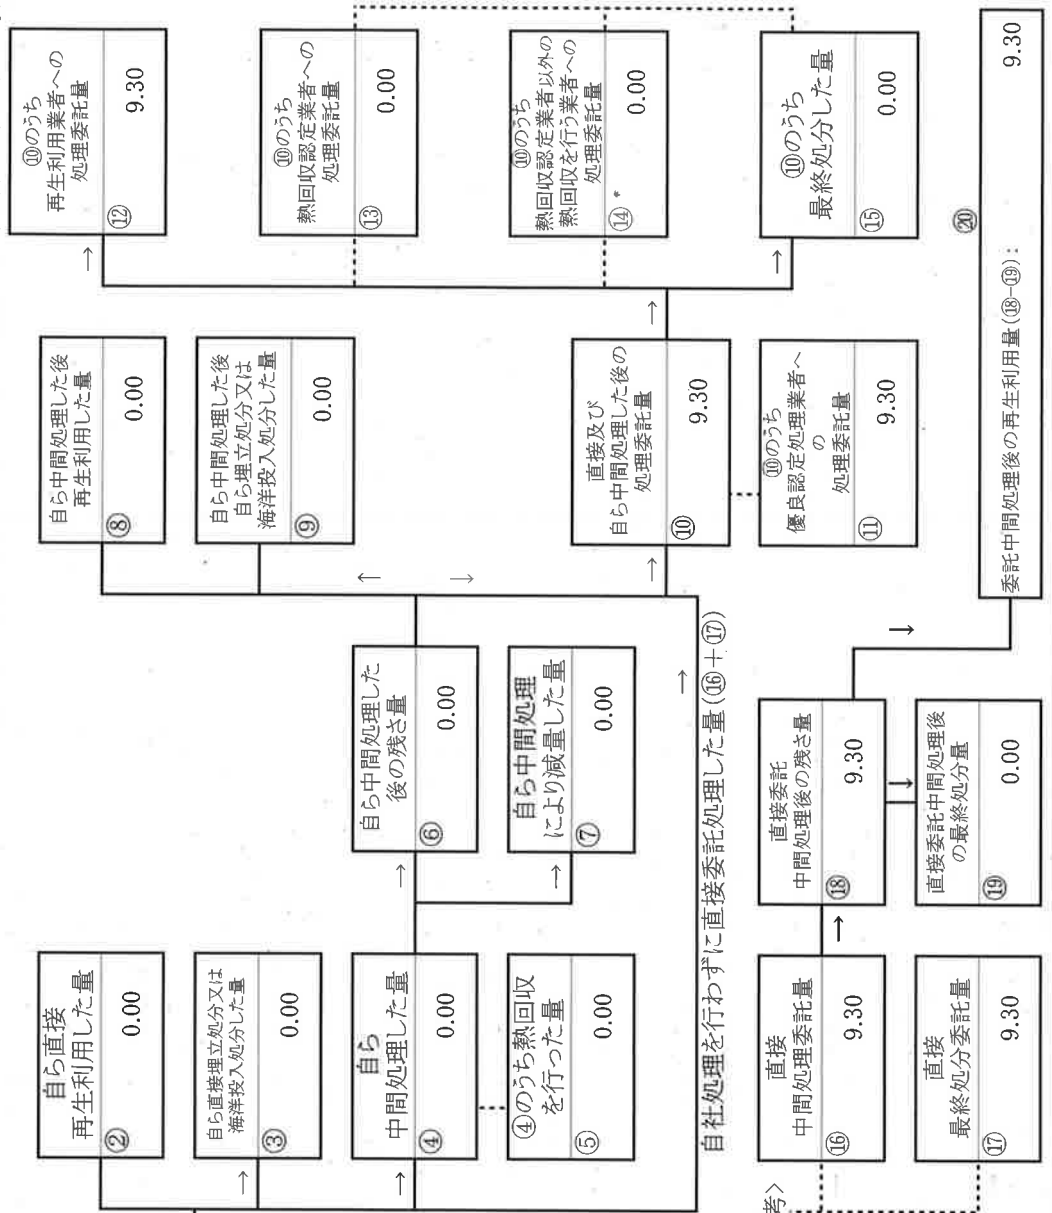 自ら直接
再生利用した量
②
0.00
自ら直接埋立処分又は
海洋投入処分した量
③
0.00
自ら
中間処理した量
④
0.00
④のうち熱回収
を行った量
⑤
0.00
自ら中間処理した
後の残さ量
⑥
0.00
自ら中間処理
により減量した量
⑦
0.00
自ら中間処理した後
再生利用した量
⑧
0.00
自ら中間処理した後
自ら埋立処分又は
海洋投入処分した量
⑨
0.00
直接及び
自ら中間処理した後の
処理委託量
⑩
9.30
⑩のうち
優良認定処理業者へ
の
処理委託量
⑪
9.30
⑩のうち
再生利用業者への
処理委託量
⑫
9.30
⑩のうち
熱回収認定業者への
処理委託量
⑬
0.00
⑩のうち
熱回収認定業者以外の
熱回収を行う業者への
処理委託量
⑭
0.00
⑩のうち
最終処分した量
⑮
0.00
自社処理を行わずに直接委託処理した量(⑯+⑰)
考>
直接
中間処理委託量
⑯
9.30
直接
最終処分委託量
⑰
9.30
直接委託
中間処理後の残さ量
⑱
9.30
直接委託中間処理後
の最終処分量
⑲
0.00
⑳
委託中間処理後の再生利用量(⑱-⑲):
9.30